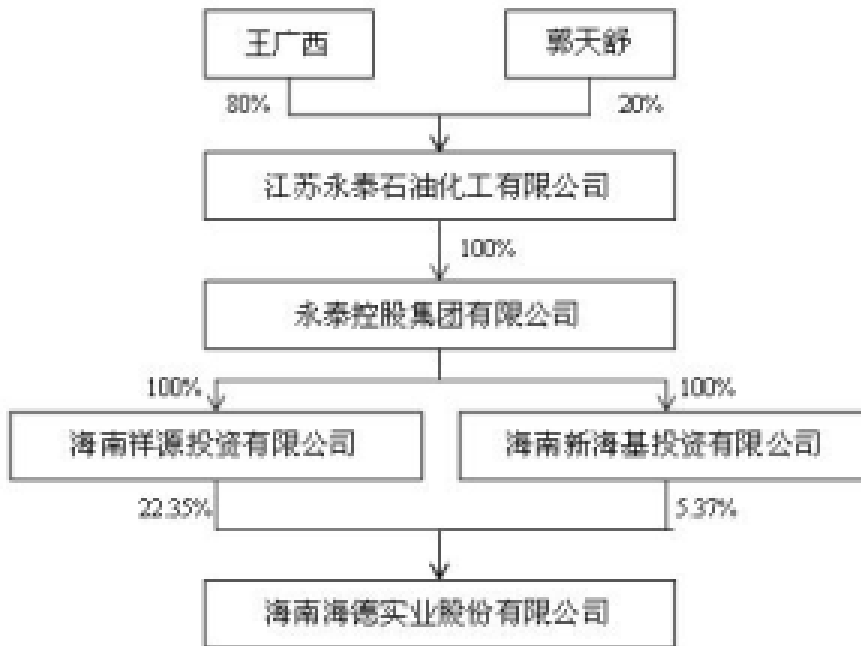 王广西
郭天舒
80%
20%
江苏永泰石油化工有限公司
100%
永泰控股集团有限公司
100%
100%
海南祥源投资有限公司
海南新海基投资有限公司
22.35%
5.37%
海南海德实业股份有限公司